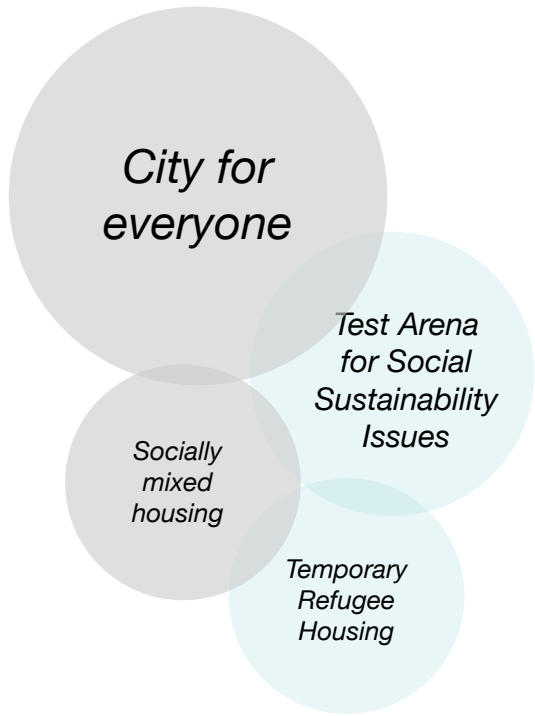 City for
everyone
Test Arena
for Social
Sustainability
Issues
Socially
mixed
housing
Temporary
Refugee
Housing